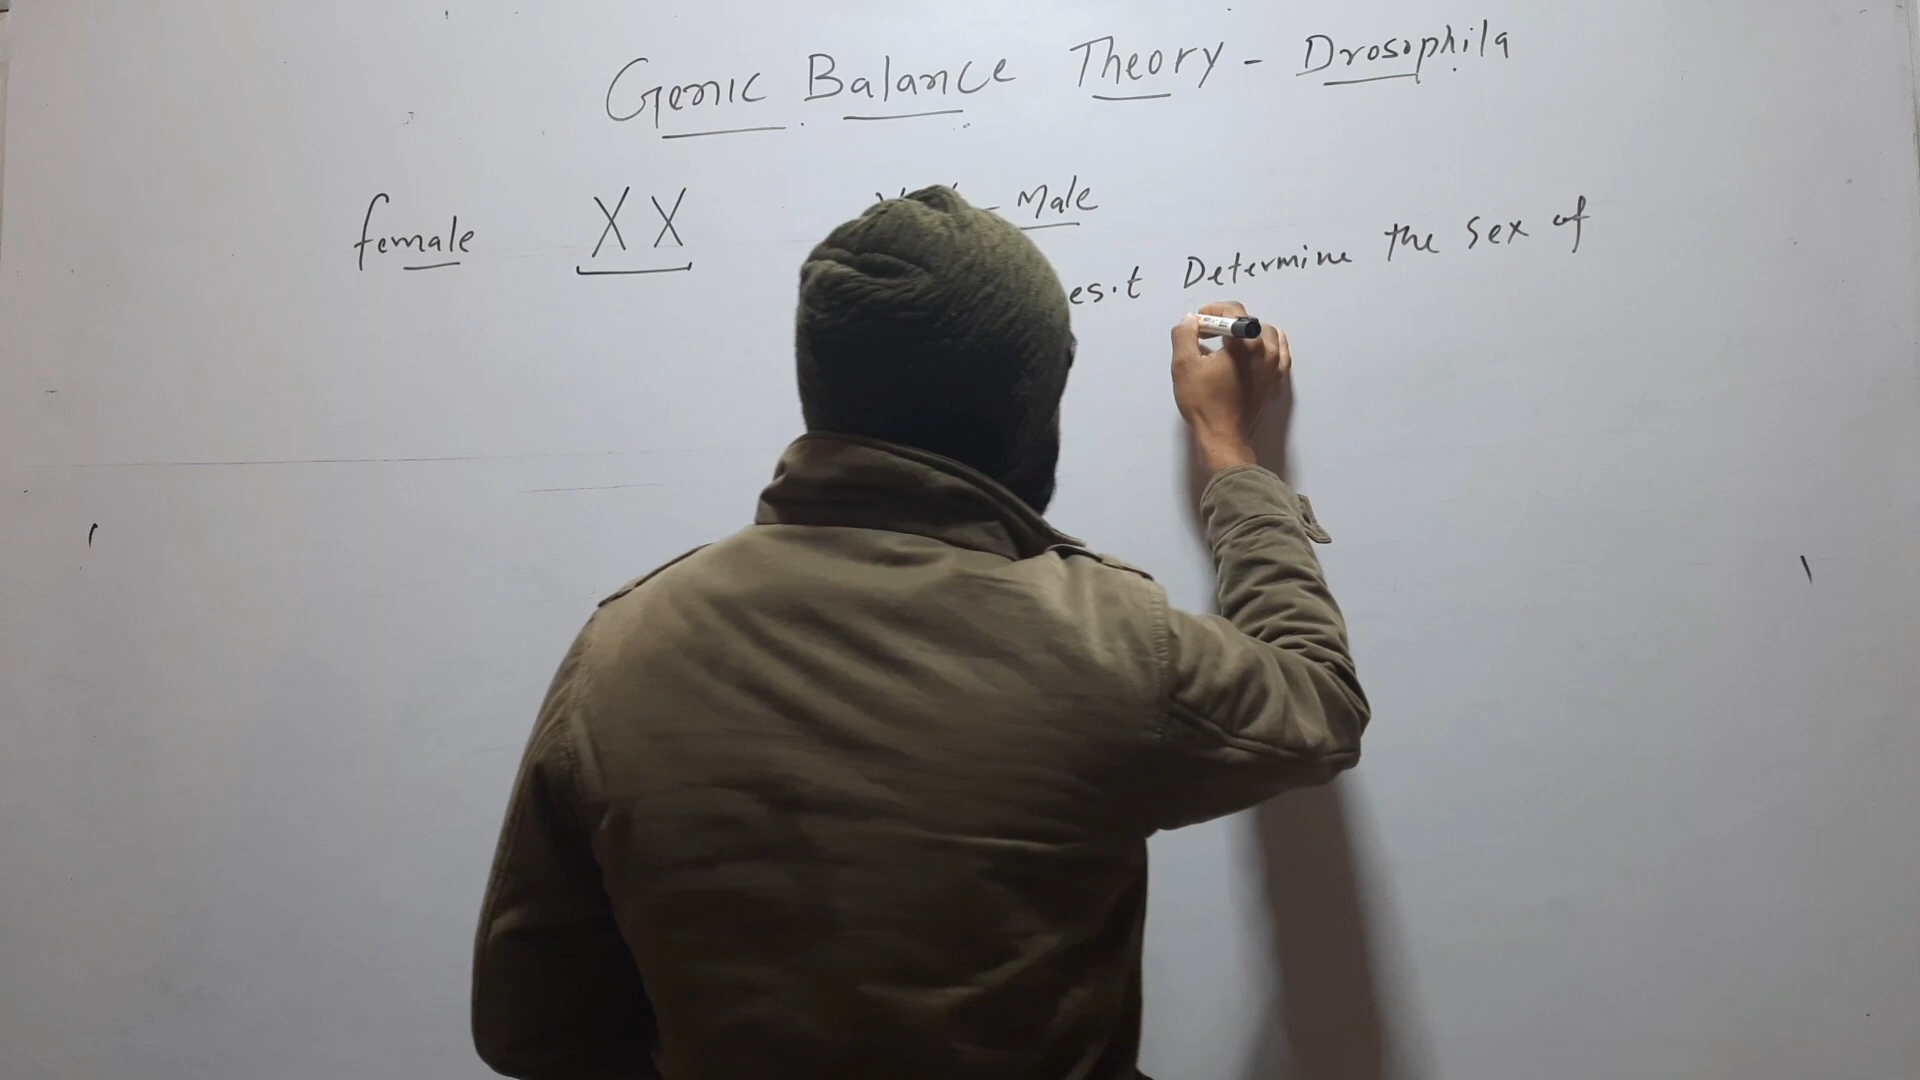 Genic Balance Theory - Drosophila
female XX - Male
es.t Determine the sex of